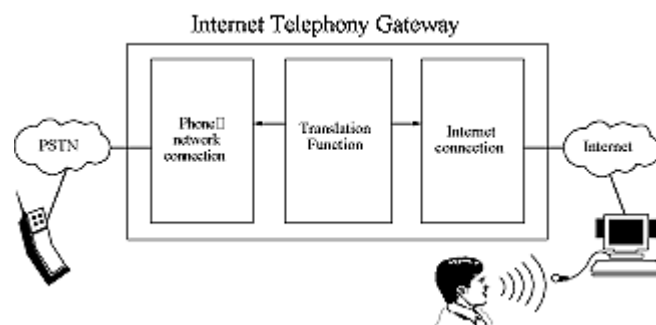 Internet Telephony Gateway
PSTN
Phone
network
connection
Translation
Function
Internet
connection
Internet